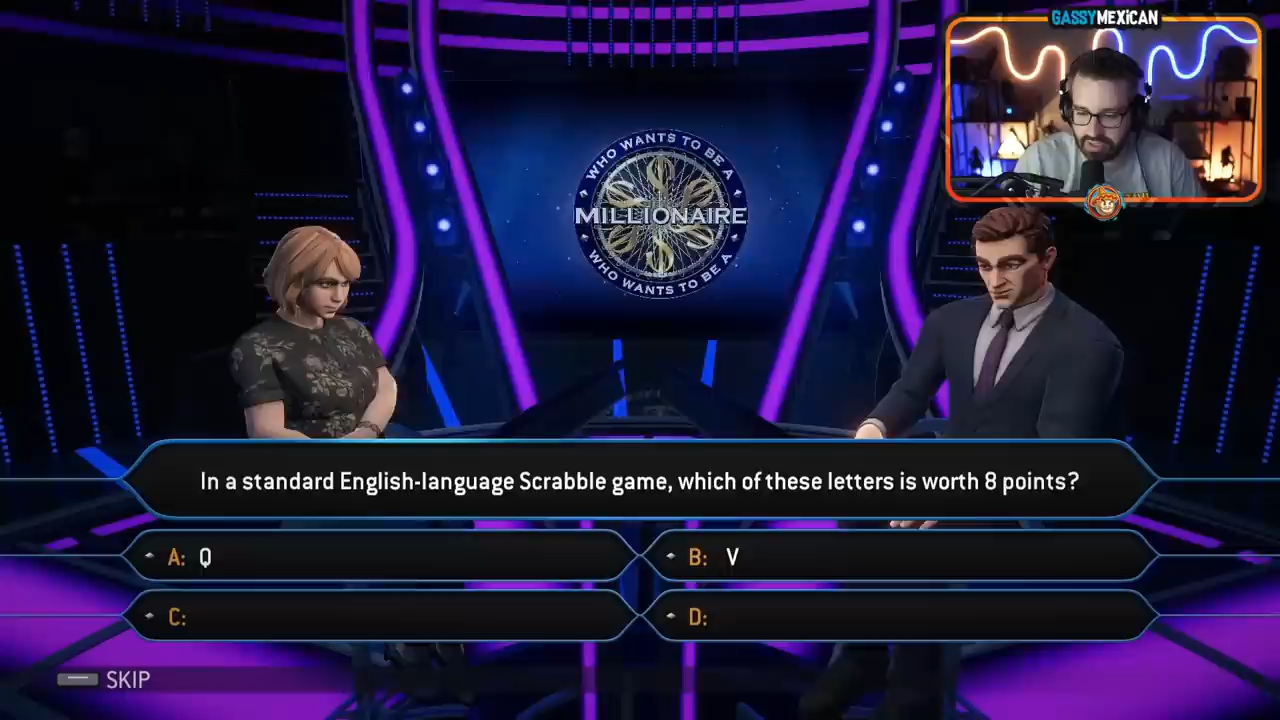 GASSYMEXICAN
WHO WANTS TO BE A
MILLIONAIRE
WHO WANTS TO BE A
In a standard English-language Scrabble game, which of these letters is worth 8 points?
A: Q
B: V
C:
D:
SKIP